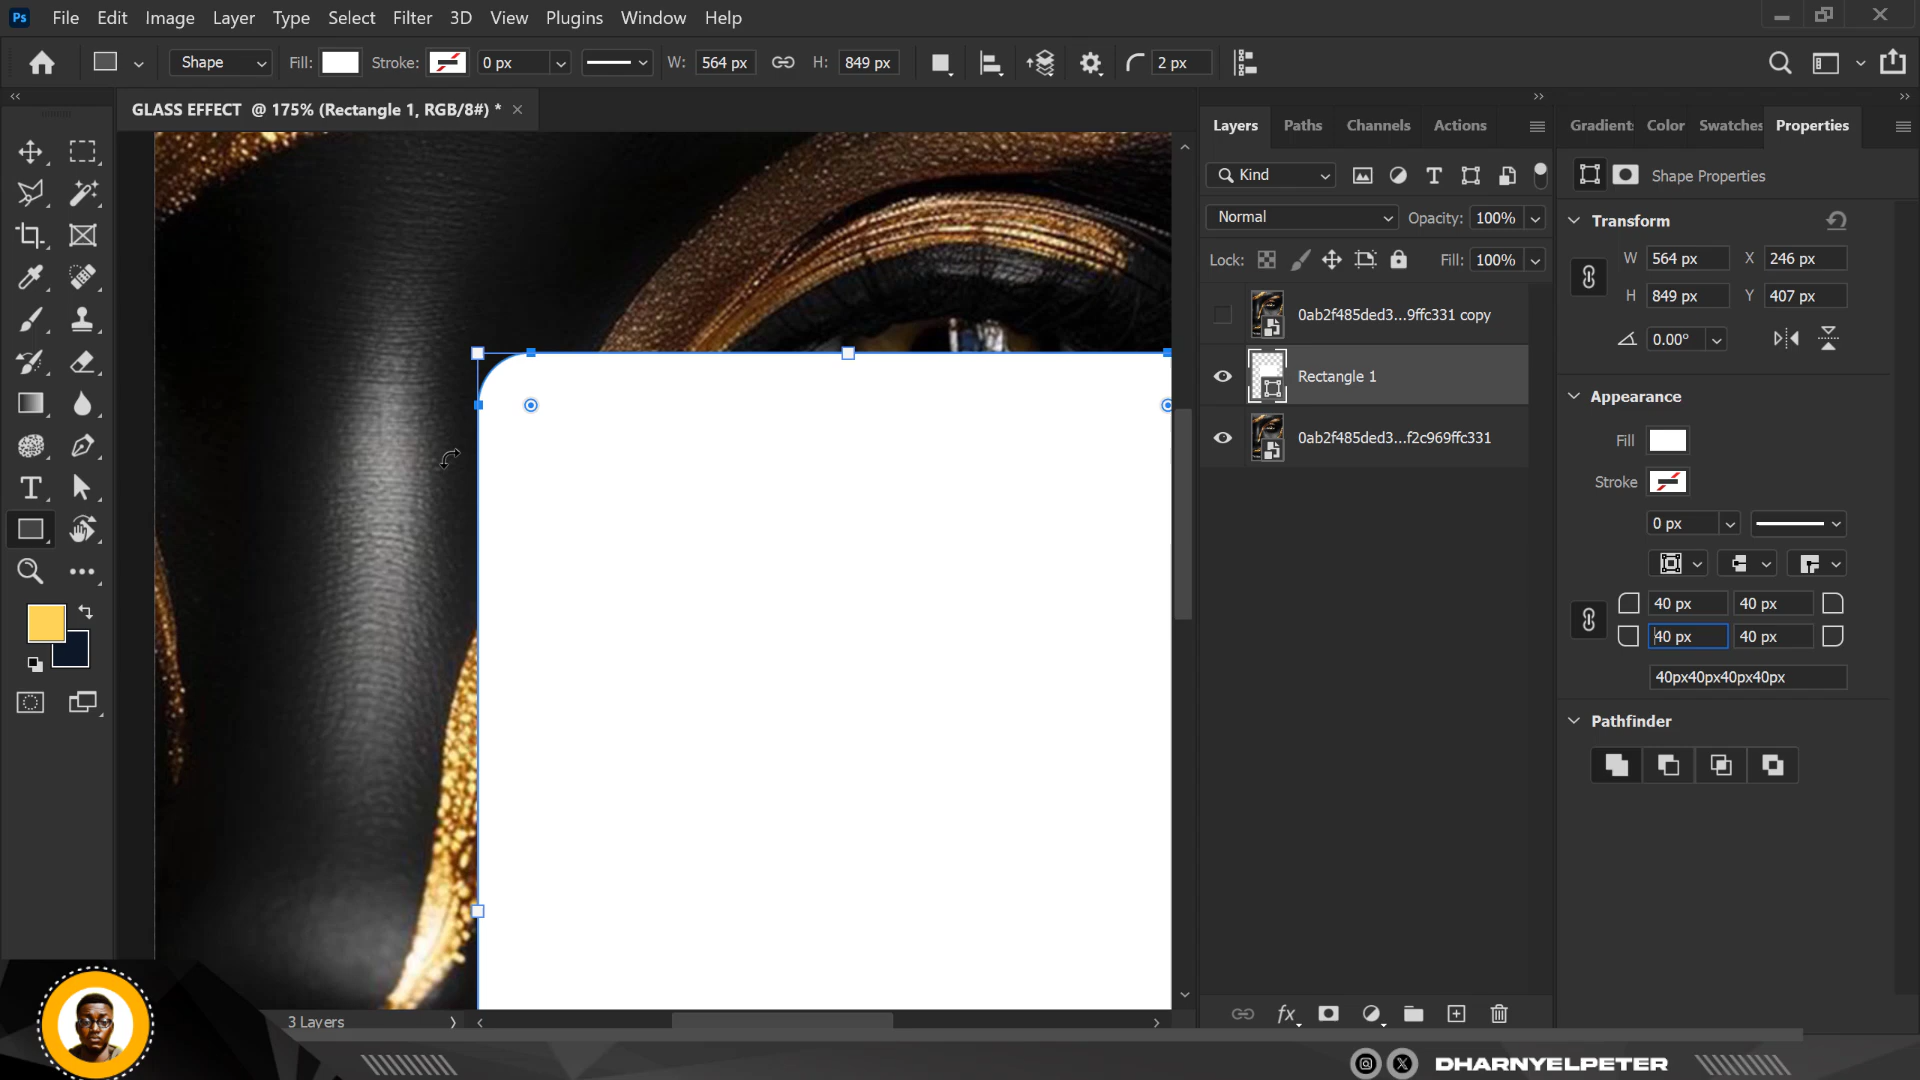 Ps File Edit Image Layer Select Type Filter 3D View Plugins Window Help
Shape Fill: Stroke: 0 px W: 564 px H: 849 px 2 px
GLASS EFFECT @ 175% (Rectangle 1, RGB/8#) * ×
Layers Paths Channels Actions
Gradient Color Swatches Properties
Kind
Shape Properties
Normal Opacity: 100%
Transform
Lock: Fill: 100%
W 564 px X 246 px
H 849 px Y 407 px
0.00°
0ab2f485ded3...9ffc331 copy
Rectangle 1
0ab2f485ded3...f2c969ffc331
Appearance
Fill
Stroke
0 px
40 px 40 px
40 px 40 px
40px40px40px40px
Pathfinder
T
fx
3 Layers
DHARNYELPETER